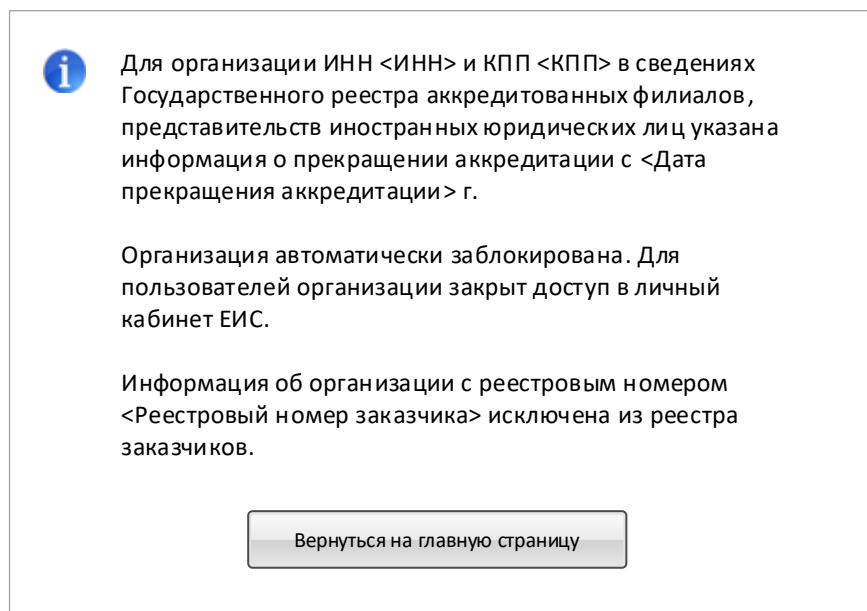 Для организации ИНН <ИНН> и КПП <КПП> в сведениях
Государственного реестра аккредитованных филиалов,
представительств иностранных юридических лиц указана
информация о прекращении аккредитации с <Дата
прекращения аккредитации> г.
Организация автоматически заблокирована. Для
пользователей организации закрыт доступ в личный
кабинет ЕИС.
Информация об организации с реестровым номером
<Реестровый номер заказчика> исключена из реестра
заказчиков.
Вернуться на главную страницу